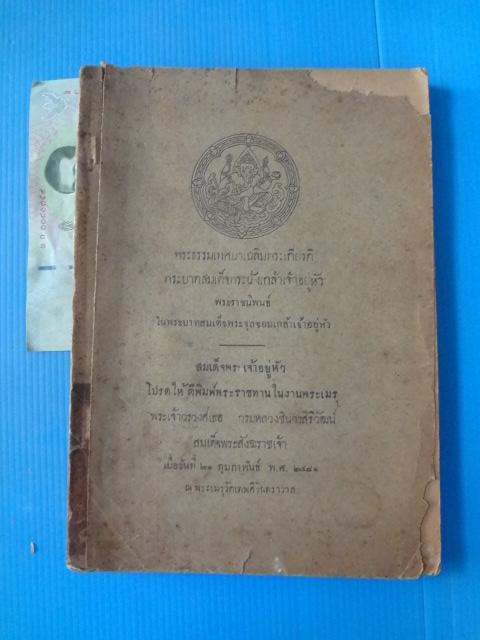 พระธรรมเทศนาเฉลิมพระเกียรติ
พระบาทสมเด็จพระนั่งเกล้าเจ้าอยู่หัว
พระราชนิพนธ์
ในพระบาทสมเด็จพระจุลจอมเกล้าเจ้าอยู่หัว
สมเด็จพระเจ้าอยู่หัว
โปรดให้ตีพิมพ์พระราชทานในงานพระเมรุ
พระเจ้าวรวงศ์เธอ กรมหลวงชินวรสิริวัฒน์
สมเด็จพระสังฆราชเจ้า
เมื่อวันที่ ๒๑ กุมภาพันธ์ พ.ศ. ๒๔๘๑
ณ พระเมรุวัดเทพศิรินทราวาส